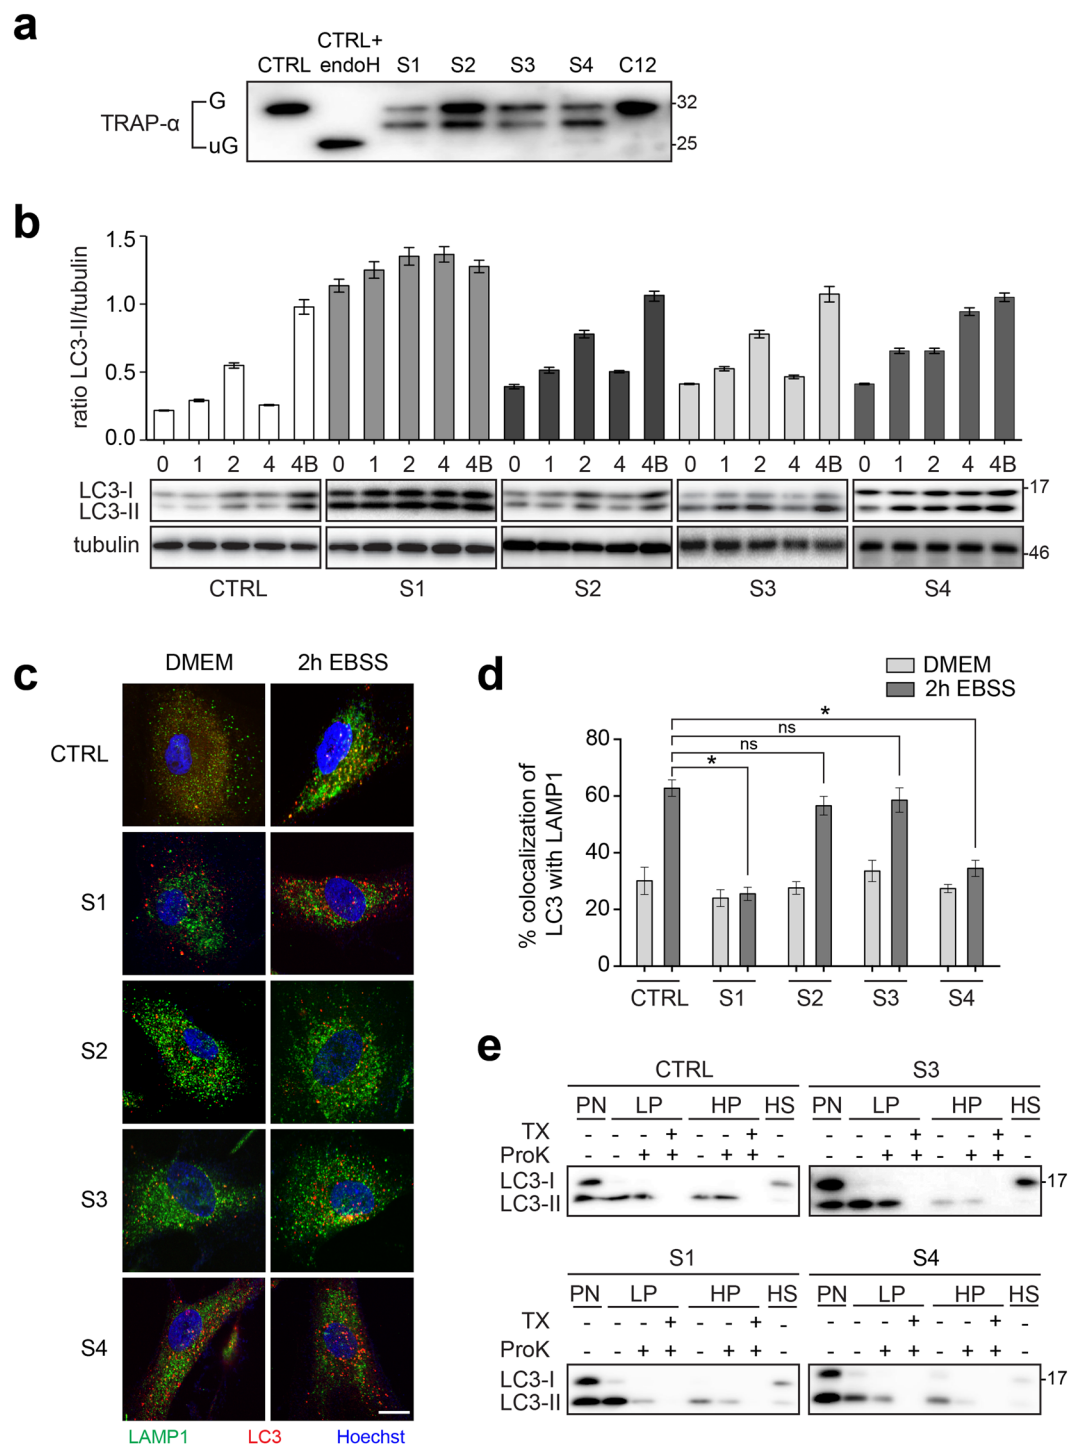 a
CTRL CTRL+ endoH S1 S2 S3 S4 C12
TRAP-α G uG
-32
-25
b
ratio LC3-II/tubulin
1.5
1.0
0.5
0.0
0 1 2 4 4B 0 1 2 4 4B 0 1 2 4 4B 0 1 2 4 4B 0 1 2 4 4B
LC3-I -17
LC3-II
tubulin -46
CTRL S1 S2 S3 S4
c
DMEM 2h EBSS
CTRL
S1
S2
S3
S4
LAMP1 LC3 Hoechst
d
DMEM
2h EBSS
% colocalization of
LC3 with LAMP1
80
60
40
20
0
*
ns
ns
*
CTRL S1 S2 S3 S4
e
CTRL S3
PN LP HP HS PN LP HP HS
TX - - - + - - + - - - - + - - + -
ProK - - + + - + + - - - + + - + + -
LC3-I -17
LC3-II
S1 S4
PN LP HP HS PN LP HP HS
TX - - - + - - + - - - - + - - + -
ProK - - + + - + + - - - + + - + + -
LC3-I -17
LC3-II